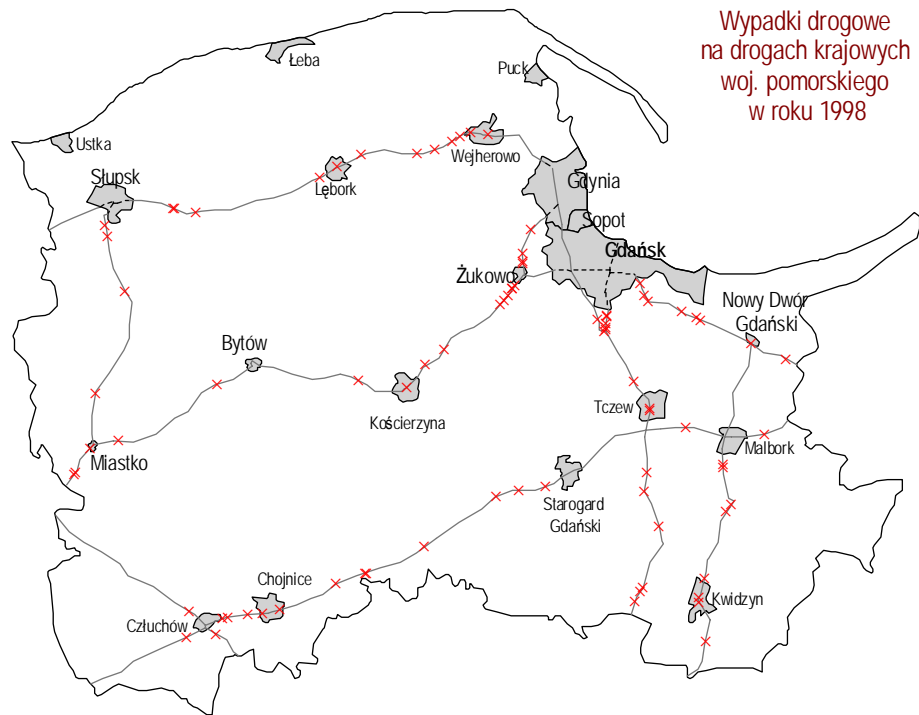 Wypadki drogowe
na drogach krajowych
woj. pomorskiego
w roku 1998
Łeba
Puck
Ustka
Wejherowo
Słupsk
Lębork
Gdynia
Sopot
Gdańsk
Żukowo
Nowy Dwór
Gdański
Bytów
Kościerzyna
Tczew
Miastko
Malbork
Starogard
Gdański
Chojnice
Kwidzyn
Człuchów